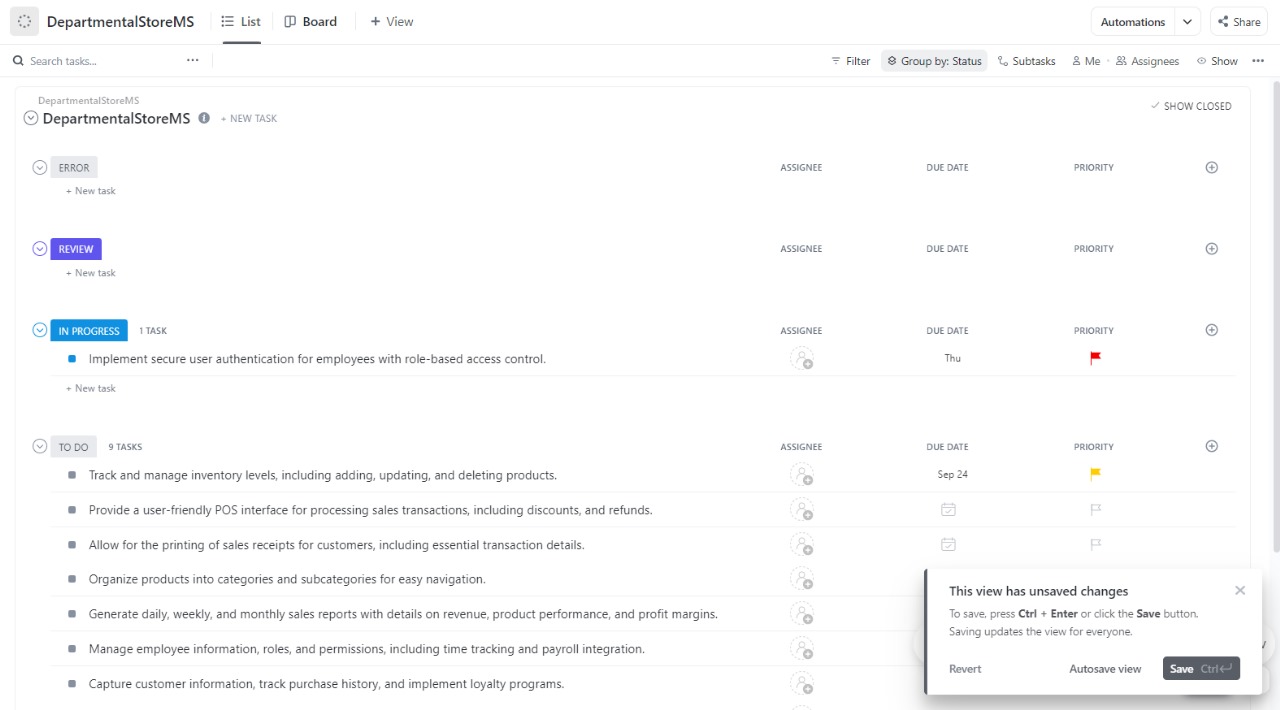 DepartmentalStoreMS
List
Board
+ View
Automations
Share
Search tasks...
Filter
Group by: Status
Subtasks
Me · Assignees
Show
DepartmentalStoreMS
DepartmentalStoreMS
+ NEW TASK
SHOW CLOSED
ERROR
ASSIGNEE DUE DATE PRIORITY
+ New task
REVIEW
ASSIGNEE DUE DATE PRIORITY
+ New task
IN PROGRESS 1 TASK
ASSIGNEE DUE DATE PRIORITY
Implement secure user authentication for employees with role-based access control. Thu
+ New task
TO DO 9 TASKS
ASSIGNEE DUE DATE PRIORITY
Track and manage inventory levels, including adding, updating, and deleting products. Sep 24
Provide a user-friendly POS interface for processing sales transactions, including discounts, and refunds.
Allow for the printing of sales receipts for customers, including essential transaction details.
Organize products into categories and subcategories for easy navigation.
Generate daily, weekly, and monthly sales reports with details on revenue, product performance, and profit margins.
Manage employee information, roles, and permissions, including time tracking and payroll integration.
Capture customer information, track purchase history, and implement loyalty programs.
This view has unsaved changes
To save, press Ctrl + Enter or click the Save button.
Saving updates the view for everyone.
Revert
Autosave view
Save Ctrl